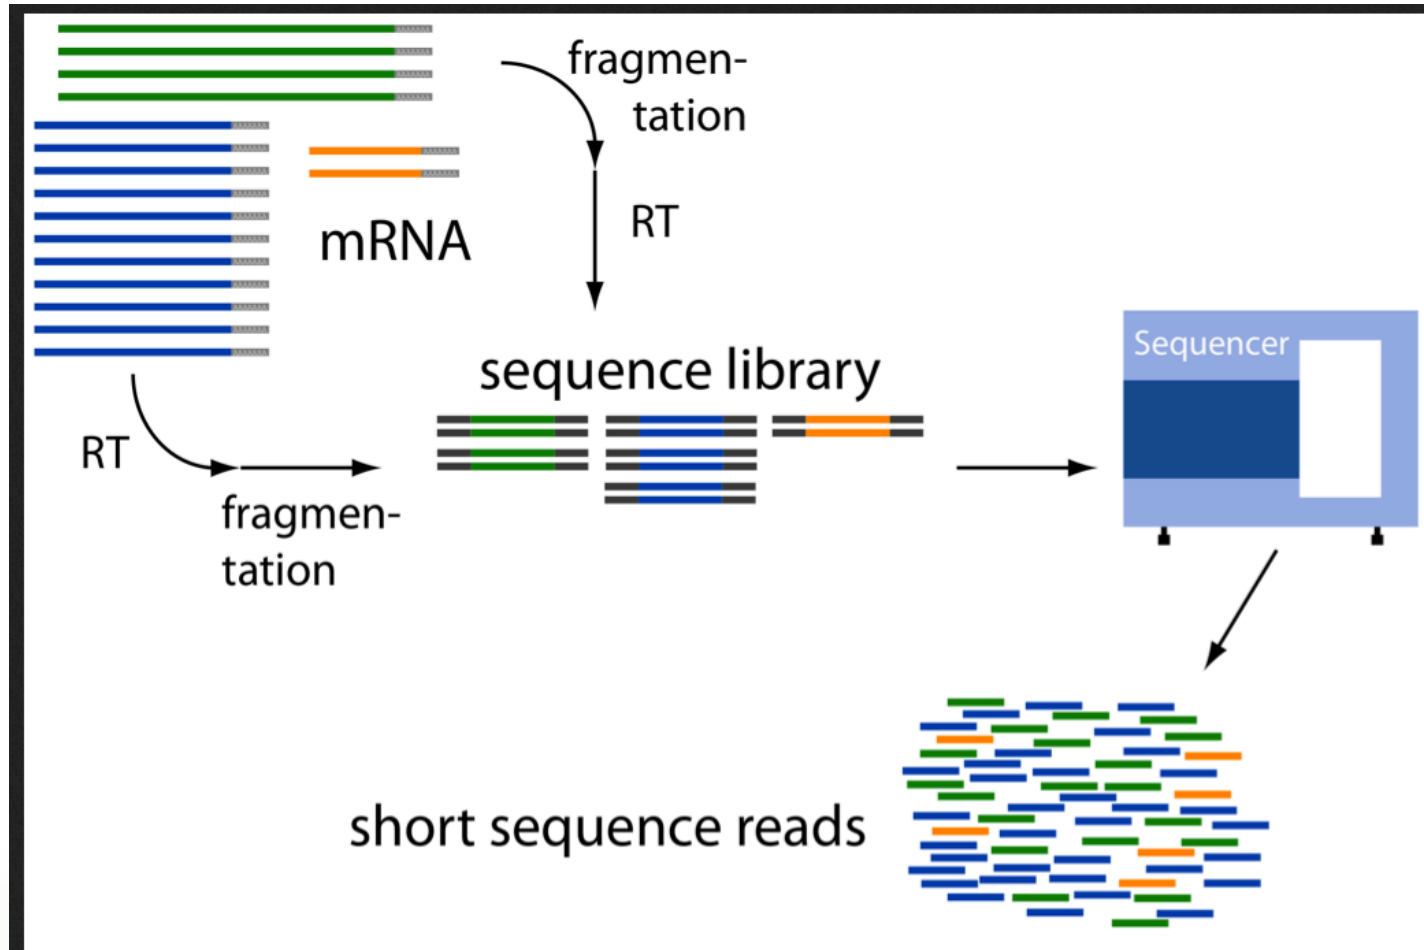 fragmen-
tation
RT
mRNA
sequence library
Sequencer
RT
fragmen-
tation
short sequence reads